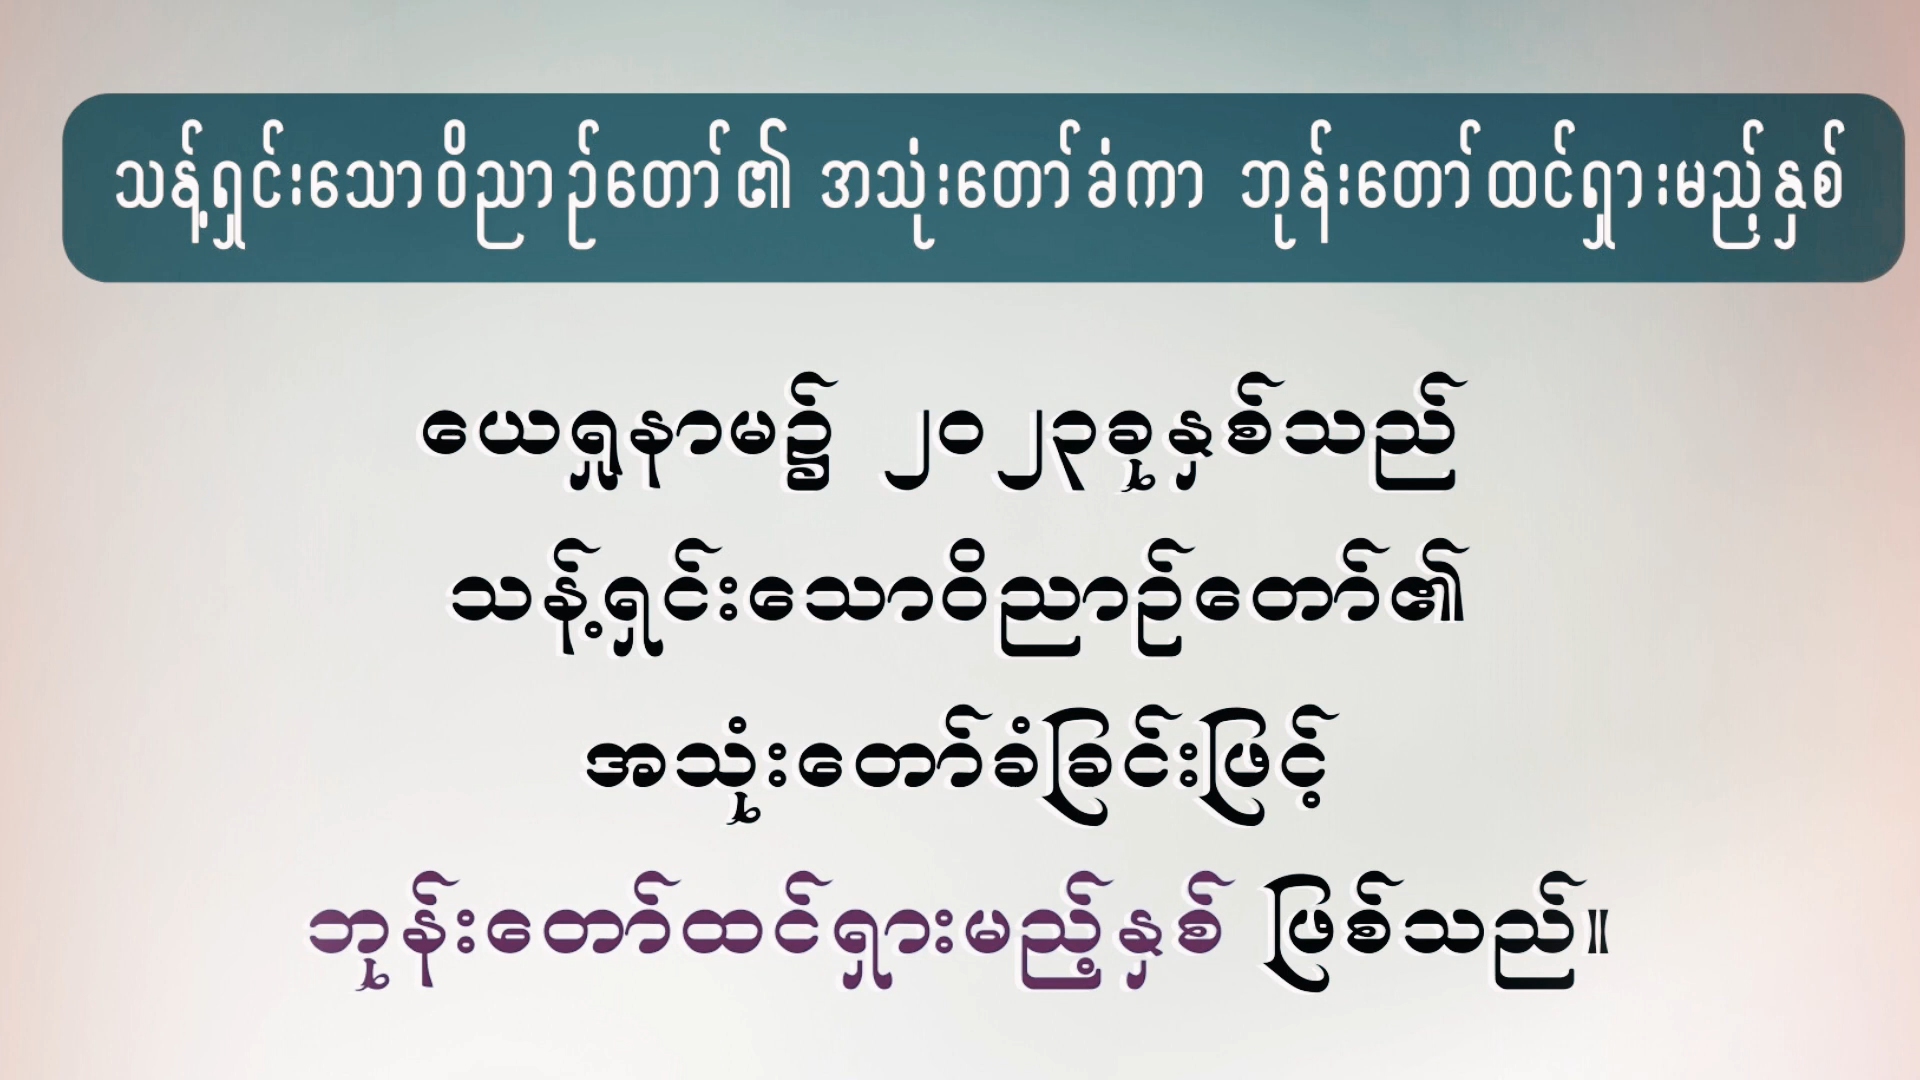 သန့်ရှင်းသောဝိညာဉ်တော်၏ အသုံးတော်ခံကာ ဘုန်းတော်ထင်ရှားမည့်နှစ်
ယေရှုနာမ၌ ၂၀၂၃ခုနှစ်သည်
သန့်ရှင်းသောဝိညာဉ်တော်၏
အသုံးတော်ခံခြင်းဖြင့်
ဘုန်းတော်ထင်ရှားမည့်နှစ် ဖြစ်သည်။